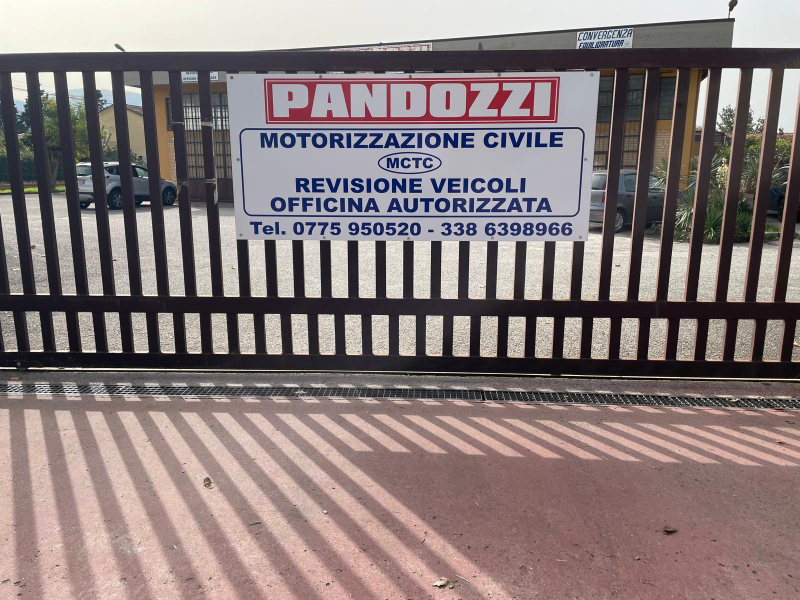 CONVERGENZA
EQUILIBRATURA
PANDOZZI
MOTORIZZAZIONE CIVILE
MCTC
REVISIONE VEICOLI
OFFICINA AUTORIZZATA
Tel. 0775 950520 - 338 6398966